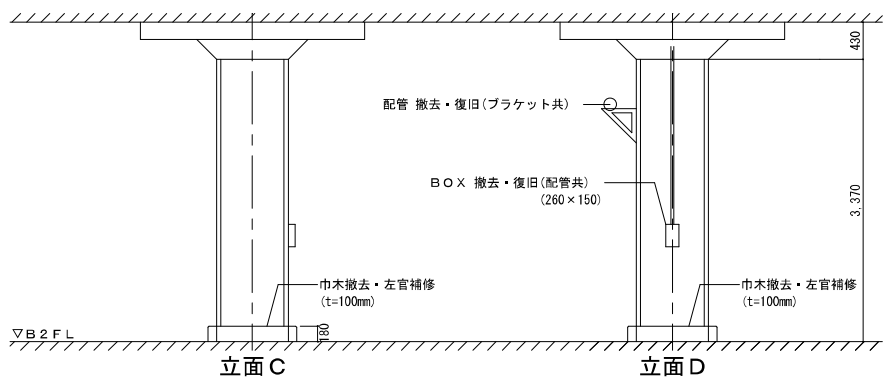 430
配管 撤去・復旧(ブラケット共)
BOX 撤去・復旧(配管共)
(260×150)
3,370
巾木撤去・左官補修
(t=100mm)
巾木撤去・左官補修
(t=100mm)
180
▽B2FL
立面C
立面D